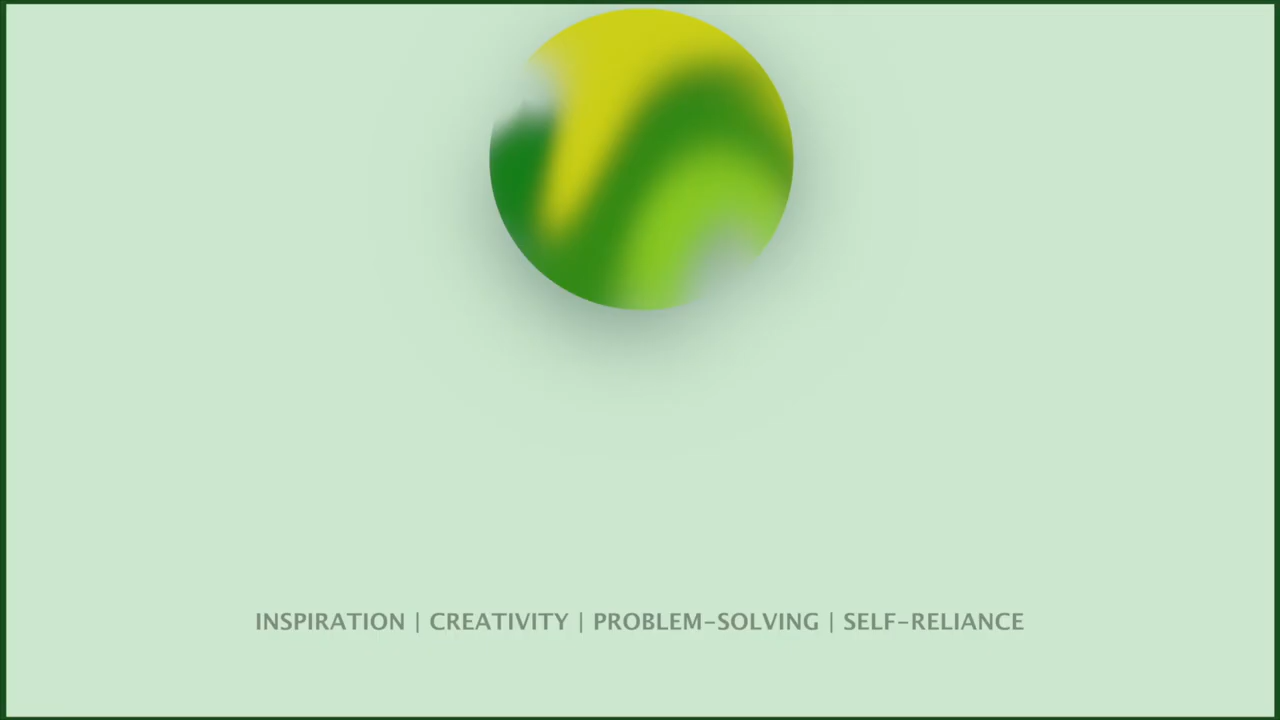 INSPIRATION | CREATIVITY | PROBLEM-SOLVING | SELF-RELIANCE